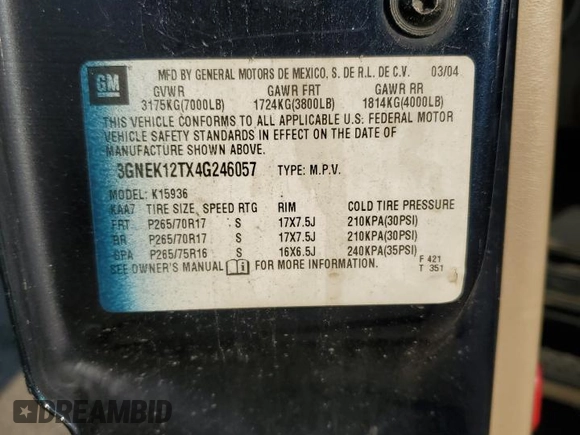 GM
MFD BY GENERAL MOTORS DE MEXICO, S. DE R.L. DE C.V. 03/04
GVWR GAWR FRT GAWR RR
3175KG(7000LB) 1724KG(3800LB) 1814KG(4000LB)
THIS VEHICLE CONFORMS TO ALL APPLICABLE U.S. FEDERAL MOTOR
VEHICLE SAFETY STANDARDS IN EFFECT ON THE DATE OF
MANUFACTURE SHOWN ABOVE.
3GNEK12TX4G246057 TYPE: M.P.V.
MODEL: K15936
KAA7 TIRE SIZE SPEED RTG RIM COLD TIRE PRESSURE
FRT P265/70R17 S 17X7.5J 210KPA(30PSI)
RR P265/70R17 S 17X7.5J 210KPA(30PSI)
SPA P265/75R16 S 16X6.5J 240KPA(35PSI)
SEE OWNER'S MANUAL FOR MORE INFORMATION. F 421
T 351
DREAMBID